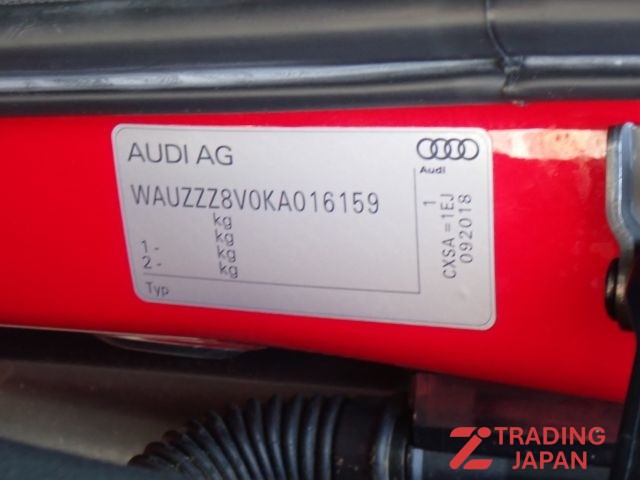 AUDI AG
Audi
WAUZZZ8V0KA016159
kg
kg
1 - kg
2 - kg
Typ
1
CXSA = 1EJ
092018
TRADING
JAPAN